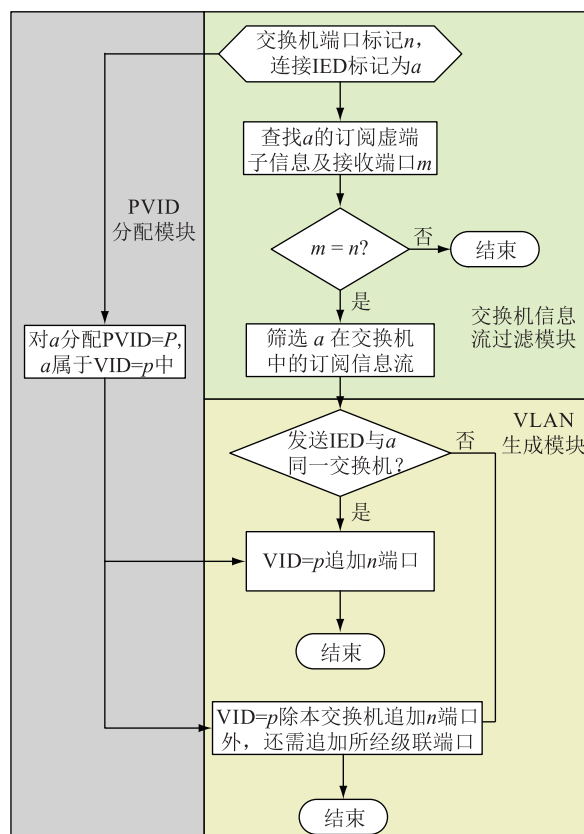 交换机端口标记n，
连接IED标记为a
查找a的订阅虚端
子信息及接收端口m
PVID
分配模块
m = n?
否
结束
是
对a分配PVID=P，
a属于VID=p中
筛选 a 在交换机
中的订阅信息流
交换机信息
流过滤模块
VLAN
生成模块
发送IED与a
同一交换机？
否
是
VID=p追加n端口
结束
VID=p除本交换机追加n端口
外，还需追加所经级联端口
结束